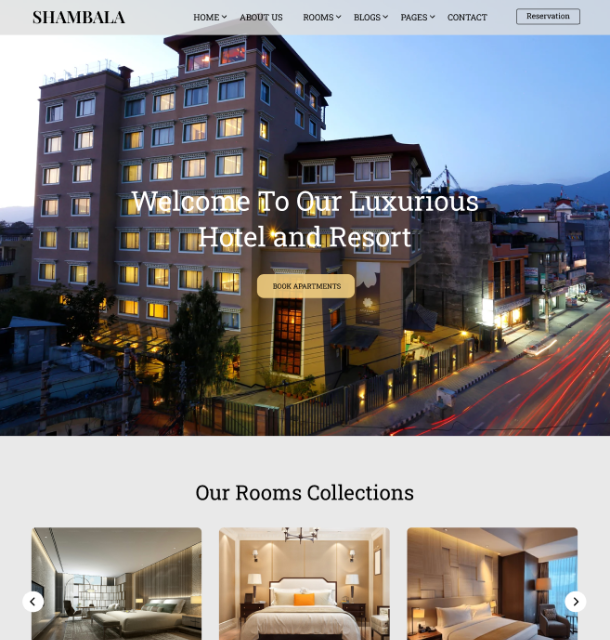 SHAMBALA
HOME ABOUT US ROOMS BLOGS PAGES CONTACT Reservation
Welcome To Our Luxurious
Hotel and Resort
BOOK APARTMENTS
Our Rooms Collections